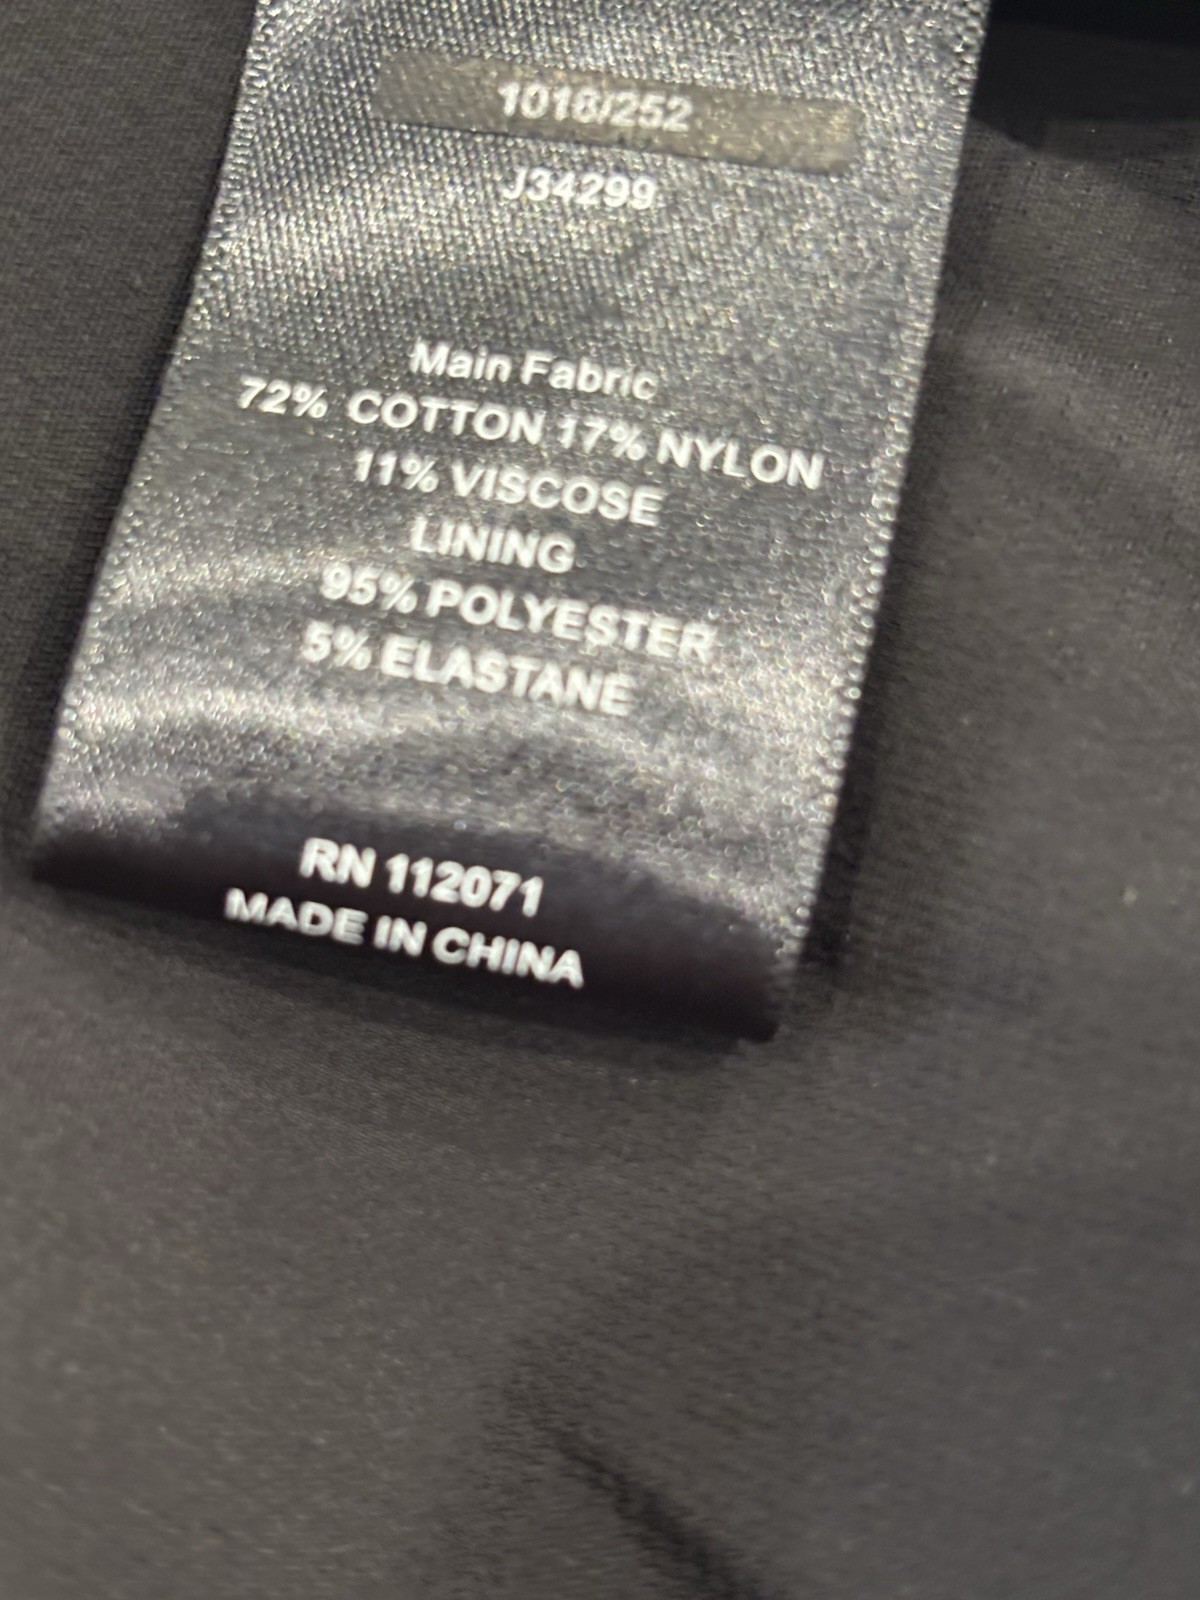 1018/252
J34299
Main Fabric
72% COTTON 17% NYLON
11% VISCOSE
LINING
95% POLYESTER
5% ELASTANE
RN 112071
MADE IN CHINA